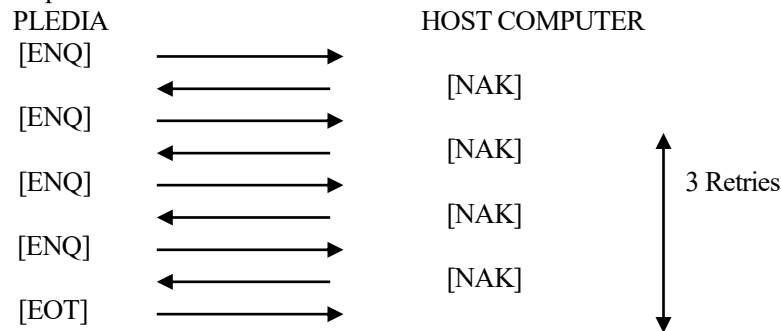 PLEDIA HOST COMPUTER
[ENQ]
[NAK]
[ENQ]
[NAK]
[ENQ]
3 Retries
[NAK]
[ENQ]
[NAK]
[EOT]